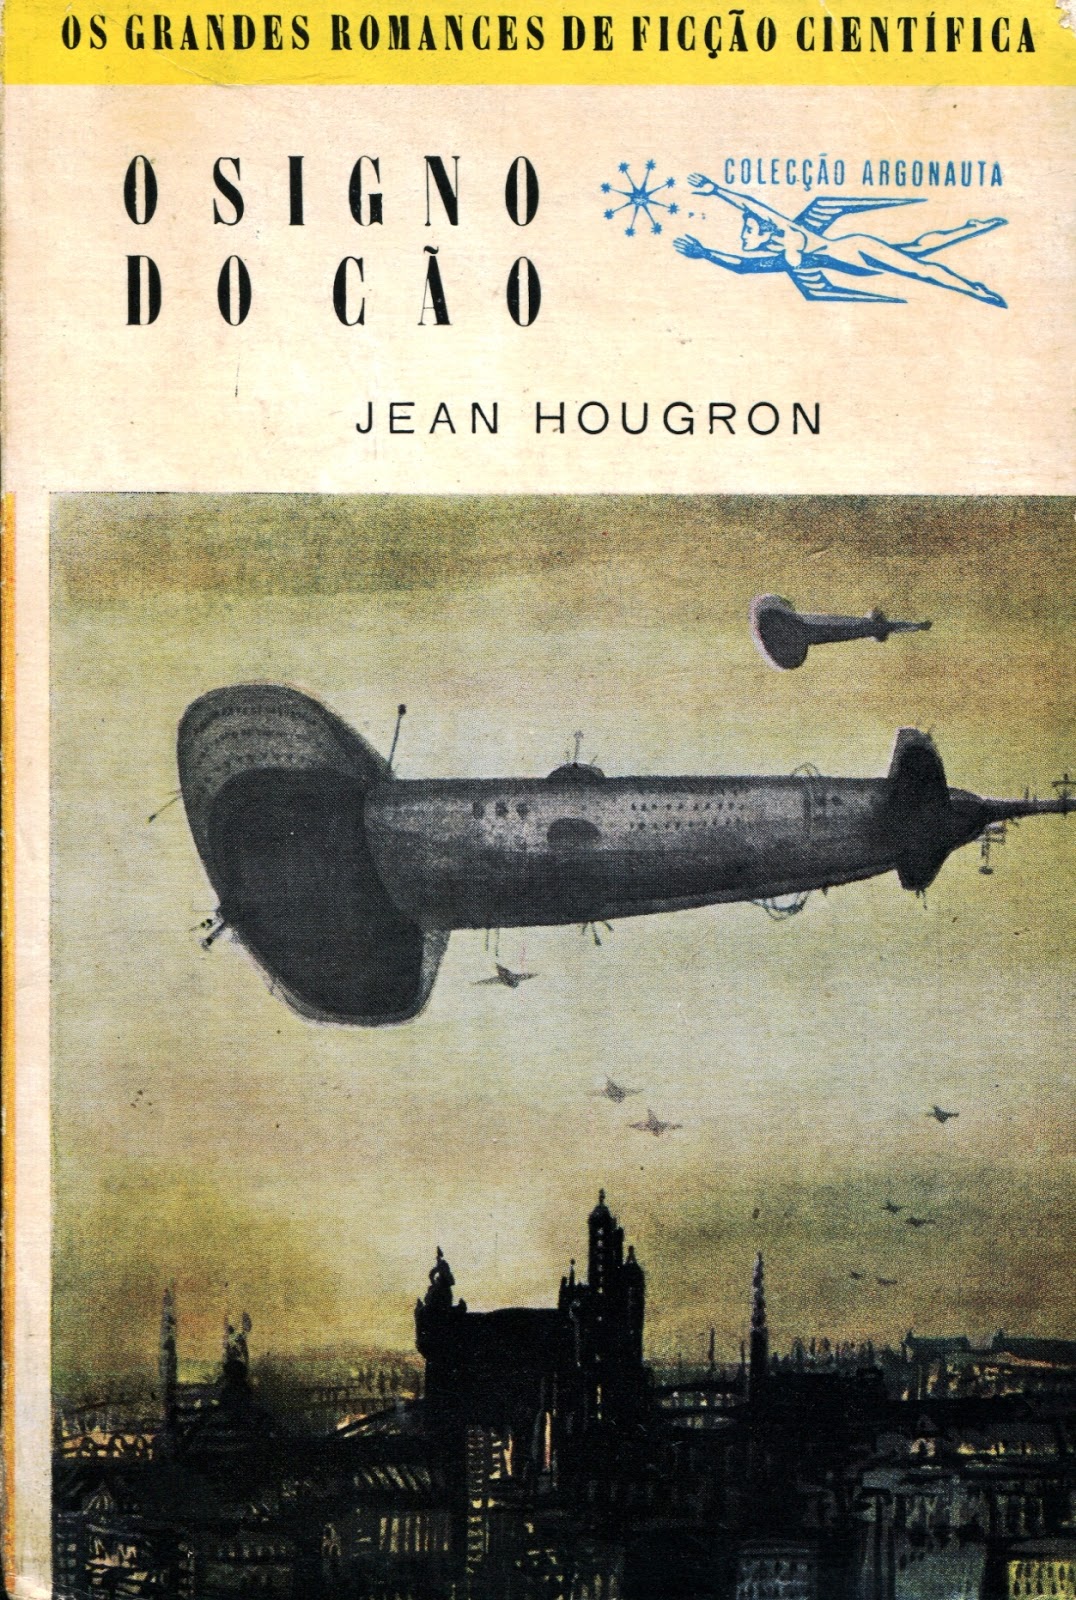 OS GRANDES ROMANCES DE FICÇÃO CIENTÍFICA
O SIGNO
DO CÃO
COLECÇÃO ARGONAUTA
JEAN HOUGRON